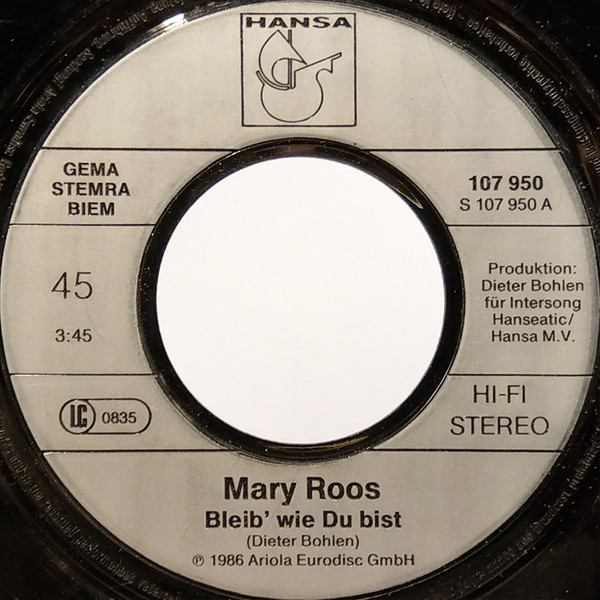 HANSA
GEMA
STEMRA
BIEM
107 950
S 107 950 A
45
3:45
Produktion:
Dieter Bohlen
für Intersong
Hanseatic/
Hansa M.V.
LC 0835
HI-FI
STEREO
Mary Roos
Bleib' wie Du bist
(Dieter Bohlen)
℗ 1986 Ariola Eurodisc GmbH